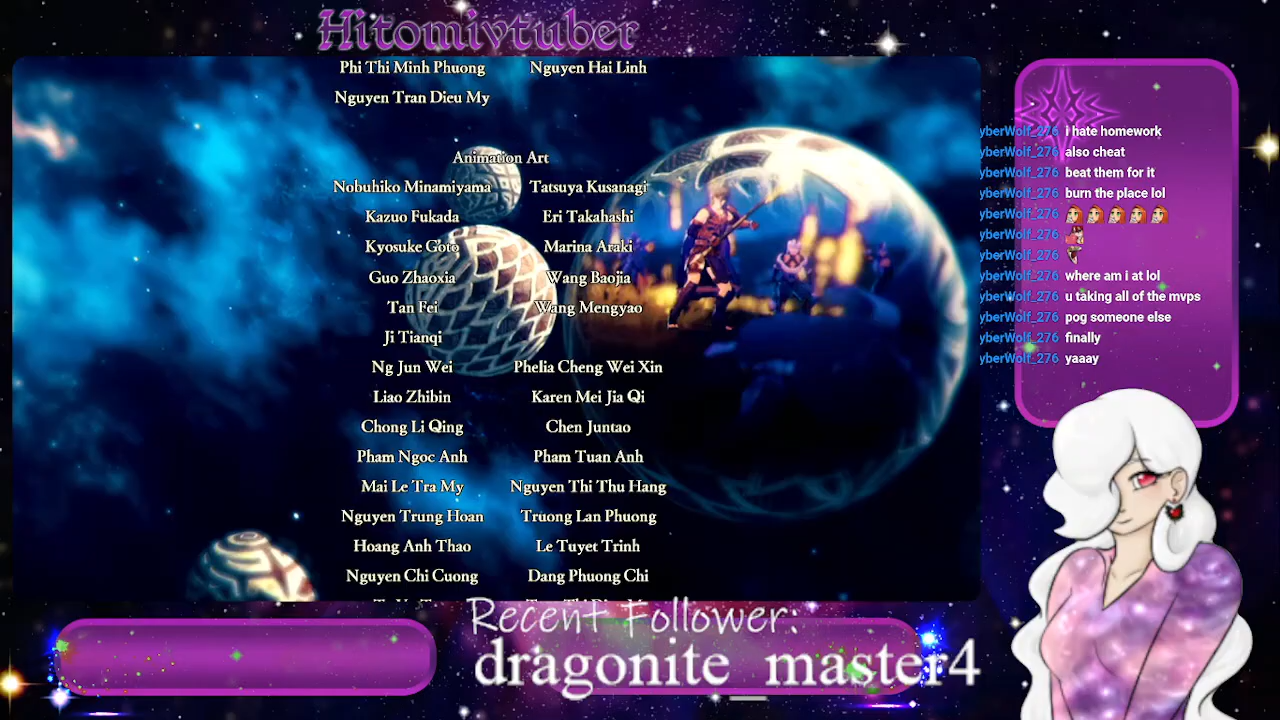 Hitomivtuber
Phi Thi Minh Phuong Nguyen Hai Linh
Nguyen Tran Dieu My
Animation Art
Nobuhiko Minamiyama Tatsuya Kusanagi
Kazuo Fukada Eri Takahashi
Kyosuke Goto Marina Araki
Guo Zhaoxia Wang Baojia
Tan Fei Wang Mengyao
Ji Tianqi
Ng Jun Wei Phelia Cheng Wei Xin
Liao Zhibin Karen Mei Jia Qi
Chong Li Qing Chen Juntao
Pham Ngoc Anh Pham Tuan Anh
Mai Le Tra My Nguyen Thi Thu Hang
Nguyen Trung Hoan Truong Lan Phuong
Hoang Anh Thao Le Tuyet Trinh
Nguyen Chi Cuong Dang Phuong Chi
yberWolf_276 i hate homework
yberWolf_276 also cheat
yberWolf_276 beat them for it
yberWolf_276 burn the place lol
yberWolf_276
yberWolf_276
yberWolf_276
yberWolf_276 where am i at lol
yberWolf_276 u taking all of the mvps
yberWolf_276 pog someone else
yberWolf_276 finally
yberWolf_276 yaaay
Recent Follower:
dragonite_master4